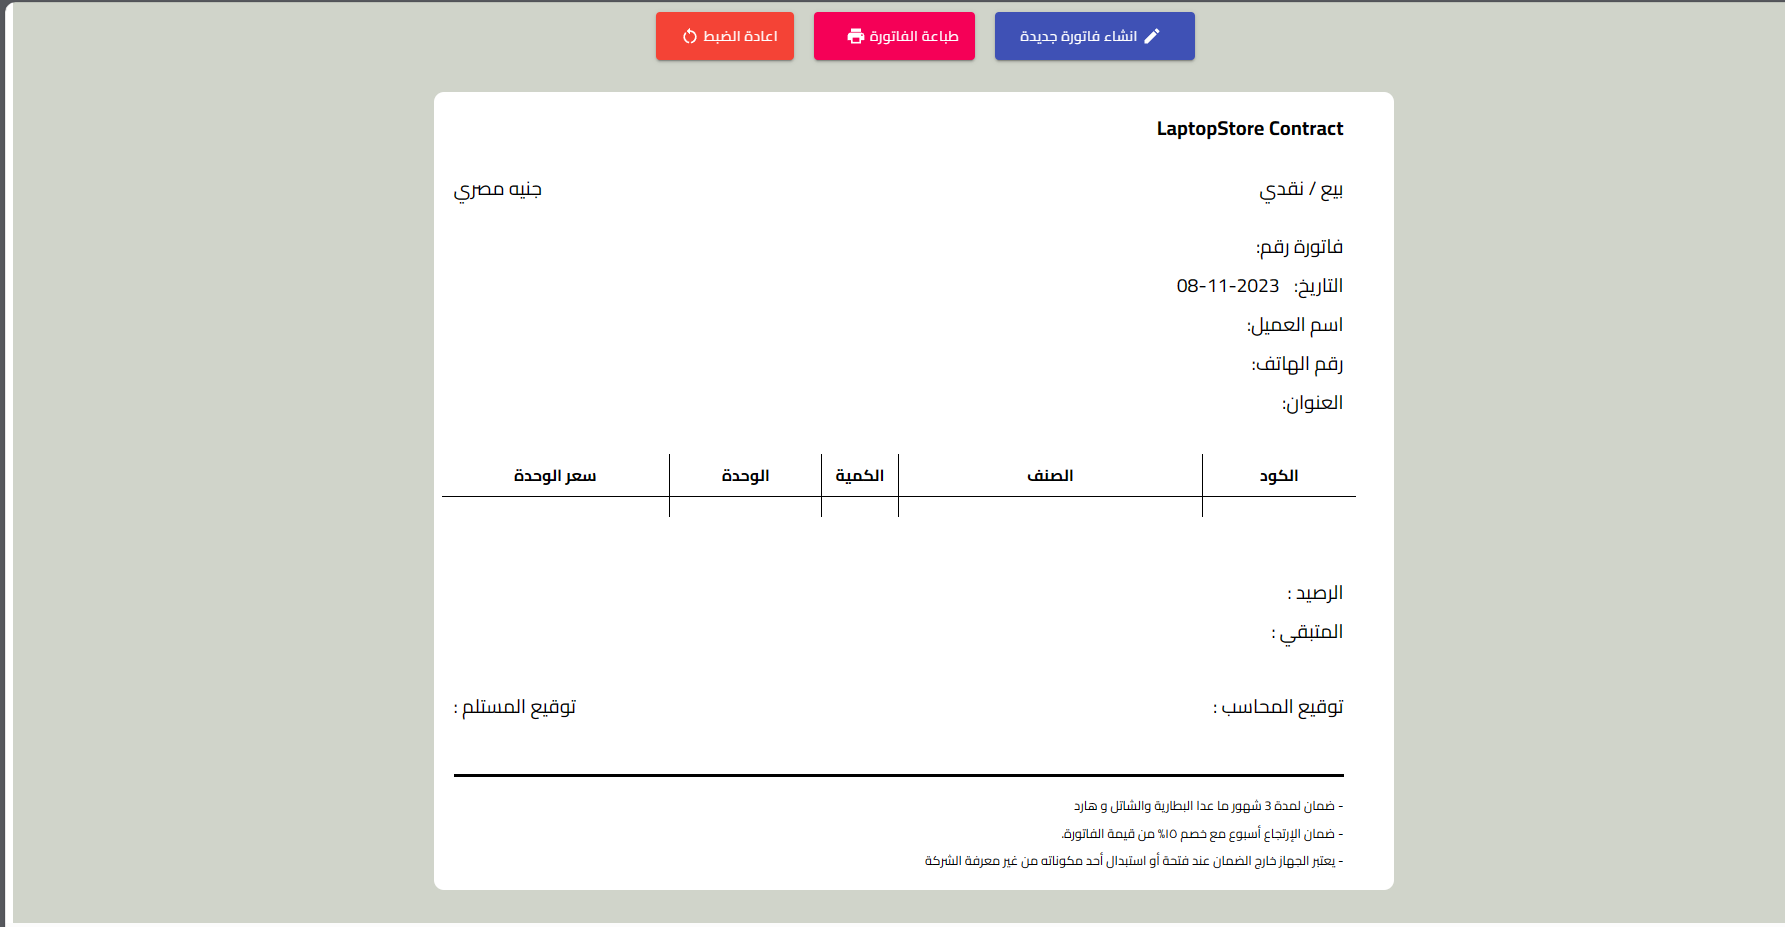 انشاء فاتورة جديدة
طباعة الفاتورة
اعادة الضبط
LaptopStore Contract
بيع / نقدي
جنيه مصري
فاتورة رقم:
التاريخ: 08-11-2023
اسم العميل:
رقم الهاتف:
العنوان:
الكود الصنف الكمية الوحدة سعر الوحدة
الرصيد :
المتبقي :
توقيع المحاسب :
توقيع المستلم :
- ضمان لمدة 3 شهور ما عدا البطارية والشاتل و هارد
- ضمان الإرتجاع أسبوع مع خصم ١٥% من قيمة الفاتورة.
- يعتبر الجهاز خارج الضمان عند فتحة أو استبدال أحد مكوناته من غير معرفة الشركة